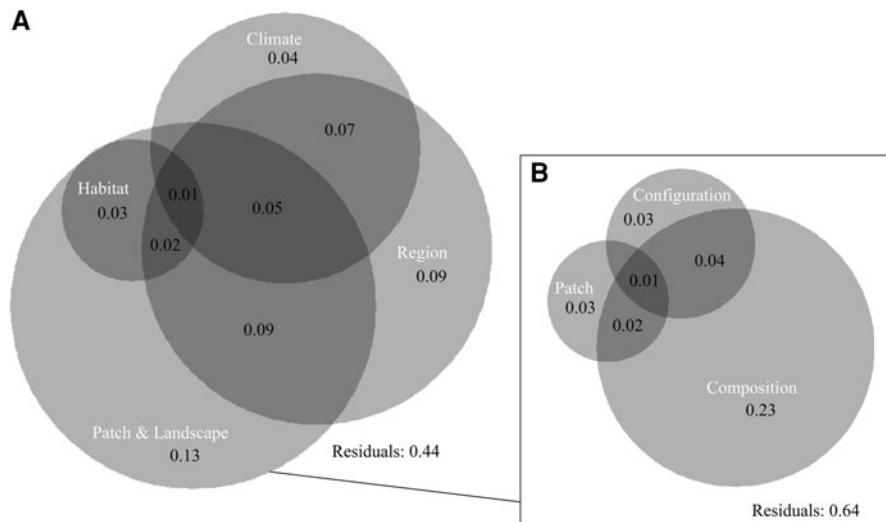 A
Climate
0.04
0.07
Habitat
0.03
0.01
0.05
0.02
Region
0.09
0.09
Patch & Landscape
0.13
Residuals: 0.44
B
Configuration
0.03
0.04
0.01
Patch
0.03
0.02
Composition
0.23
Residuals: 0.64